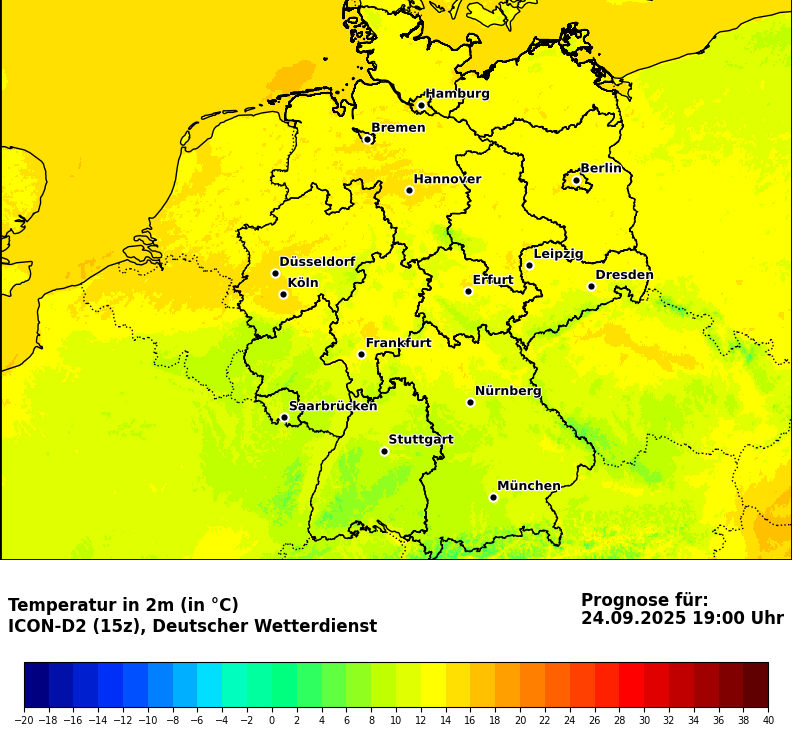 Hamburg
Bremen
Berlin
Hannover
Leipzig
Düsseldorf
Dresden
Köln
Erfurt
Frankfurt
Nürnberg
Saarbrücken
Stuttgart
München
Temperatur in 2m (in °C)
ICON-D2 (15z), Deutscher Wetterdienst
Prognose für:
24.09.2025 19:00 Uhr
−20 −18 −16 −14 −12 −10 −8 −6 −4 −2 0 2 4 6 8 10 12 14 16 18 20 22 24 26 28 30 32 34 36 38 40